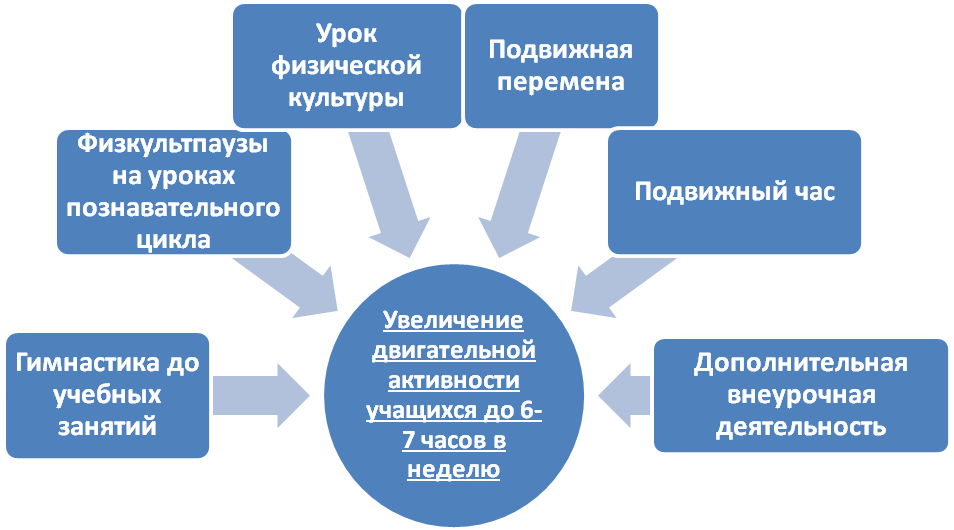 Урок
физической
культуры
Подвижная
перемена
Физкультпаузы
на уроках
познавательного
цикла
Подвижный час
Гимнастика до
учебных
занятий
Увеличение
двигательной
активности
учащихся до 6-
7 часов в
неделю
Дополнительная
внеурочная
деятельность